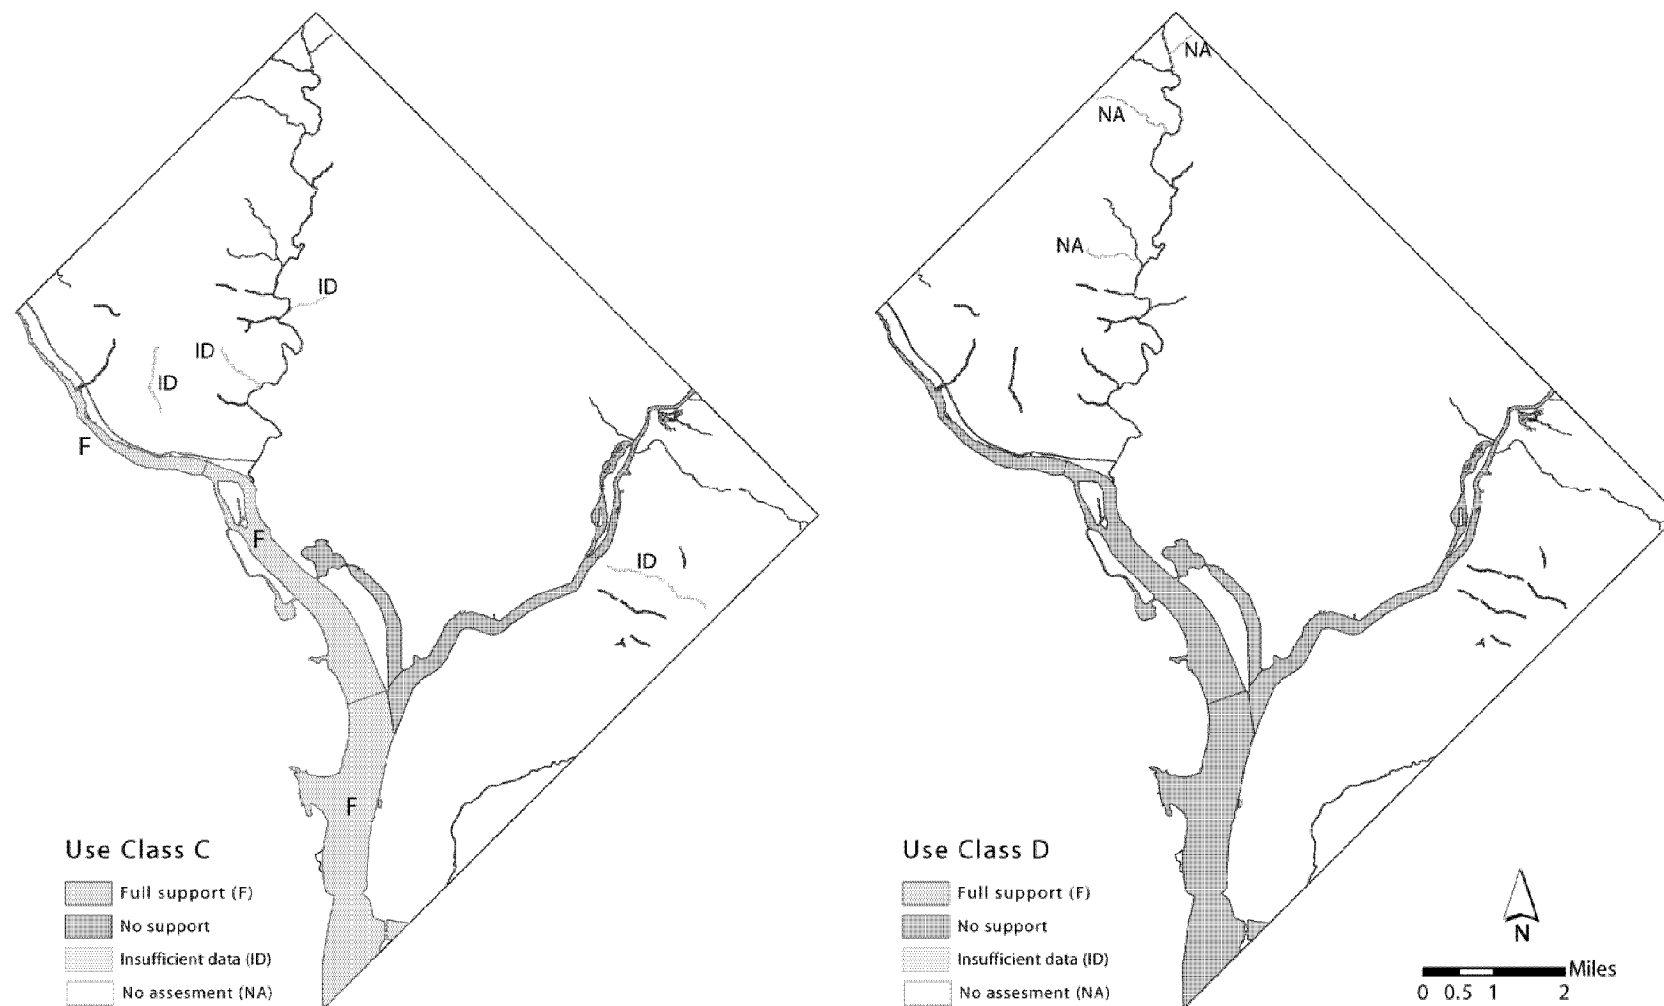 ID
ID
ID
F
F
ID
F
Use Class C
Full support (F)
No support
Insufficient data (ID)
No assesment (NA)
NA
NA
NA
Use Class D
Full support (F)
No support
Insufficient data (ID)
No assesment (NA)
N
Miles
0 0.5 1 2